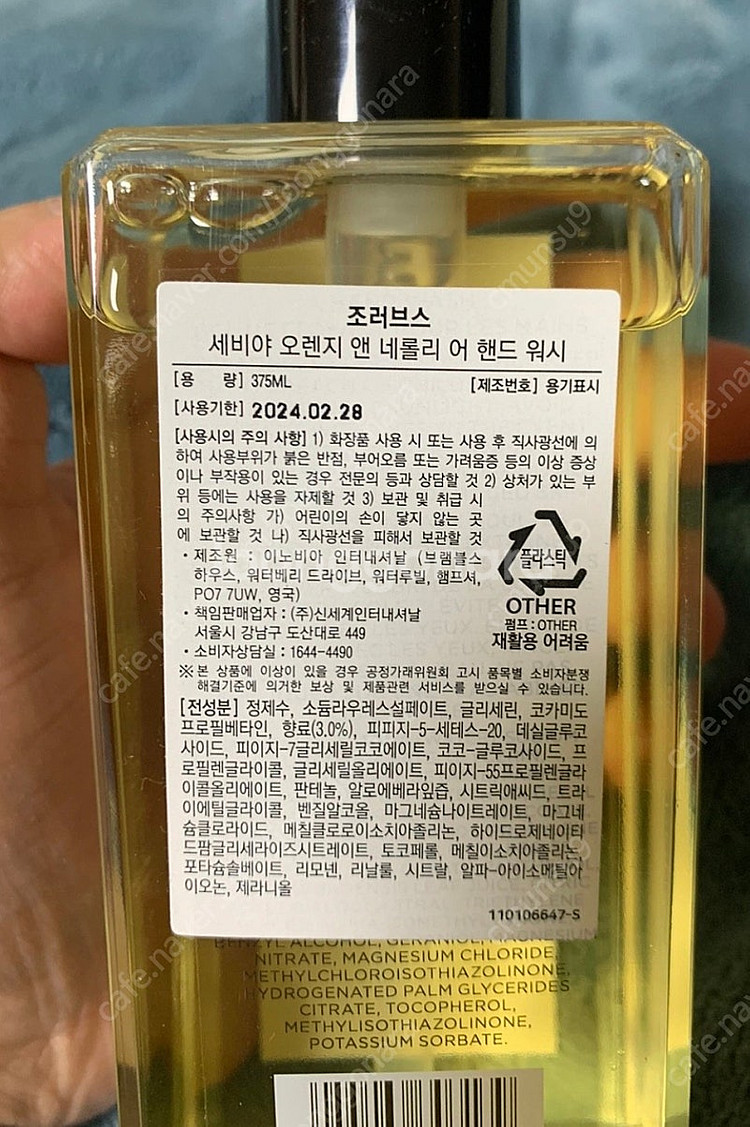 조러브스
세비야 오렌지 앤 네롤리 어 핸드 워시
[용 량] 375ML [제조번호] 용기표시
[사용기한] 2024.02.28
[사용시의 주의 사항] 1) 화장품 사용 시 또는 사용 후 직사광선에 의
하여 사용부위가 붉은 반점, 부어오름 또는 가려움증 등의 이상 증상
이나 부작용이 있는 경우 전문의 등과 상담할 것 2) 상처가 있는 부
위 등에는 사용을 자제할 것 3) 보관 및 취급 시
의 주의사항 가) 어린이의 손이 닿지 않는 곳
에 보관할 것 나) 직사광선을 피해서 보관할 것
• 제조원 : 이노비아 인터내셔날 (브램블스
하우스, 워터베리 드라이브, 워터루빌, 햄프셔,
PO7 7UW, 영국)
• 책임판매업자 : (주)신세계인터내셔날
서울시 강남구 도산대로 449
• 소비자상담실 : 1644-4490
플라스틱
OTHER
펌프 : OTHER
재활용 어려움
※ 본 상품에 이상이 있을 경우 공정거래위원회 고시 품목별 소비자분쟁
해결기준에 의거한 보상 및 제품관련 서비스를 받으실 수 있습니다.
[전성분] 정제수, 소듐라우레스설페이트, 글리세린, 코카미도
프로필베타인, 향료(3.0%), 피피지-5-세테스-20, 데실글루코
사이드, 피이지-7글리세릴코코에이트, 코코-글루코사이드, 프
로필렌글라이콜, 글리세릴올리에이트, 피이지-55프로필렌글라
이콜올리에이트, 판테놀, 알로에베라잎즙, 시트릭애씨드, 트라
이에틸글라이콜, 벤질알코올, 마그네슘나이트레이트, 마그네
슘클로라이드, 메칠클로로이소치아졸리논, 하이드로제네이티
드팜글리세라이즈시트레이트, 토코페롤, 메칠이소치아졸리논,
포타슘솔베이트, 리모넨, 리날룰, 시트랄, 알파-아이소메틸아
이오논, 제라니올
110106647-S
BENZYL ALCOHOL, GERANIOL, MAGNESIUM
NITRATE, MAGNESIUM CHLORIDE,
METHYLCHLOROISOTHIAZOLINONE,
HYDROGENATED PALM GLYCERIDES
CITRATE, TOCOPHEROL,
METHYLISOTHIAZOLINONE,
POTASSIUM SORBATE.